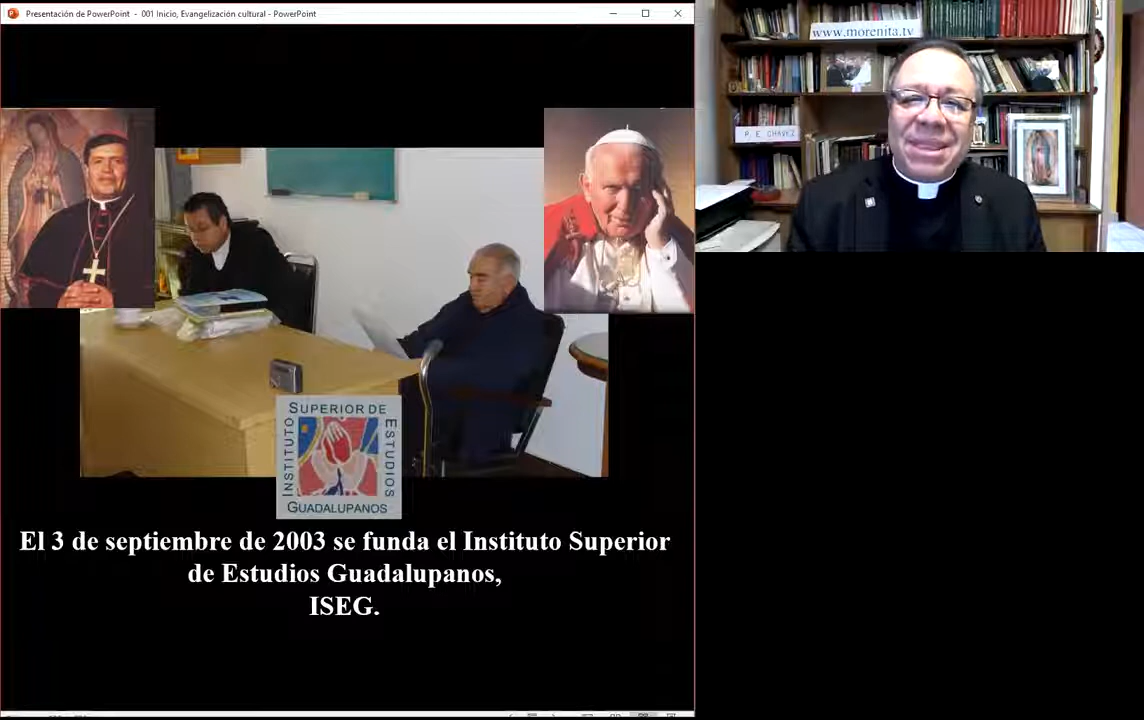 Presentación de PowerPoint - 001 Inicio, Evangelización cultural - PowerPoint
www.morenita.tv
P. E. CHAVEZ
SUPERIOR DE
INSTITUTO
ESTUDIOS
GUADALUPANOS
El 3 de septiembre de 2003 se funda el Instituto Superior
de Estudios Guadalupanos,
ISEG.